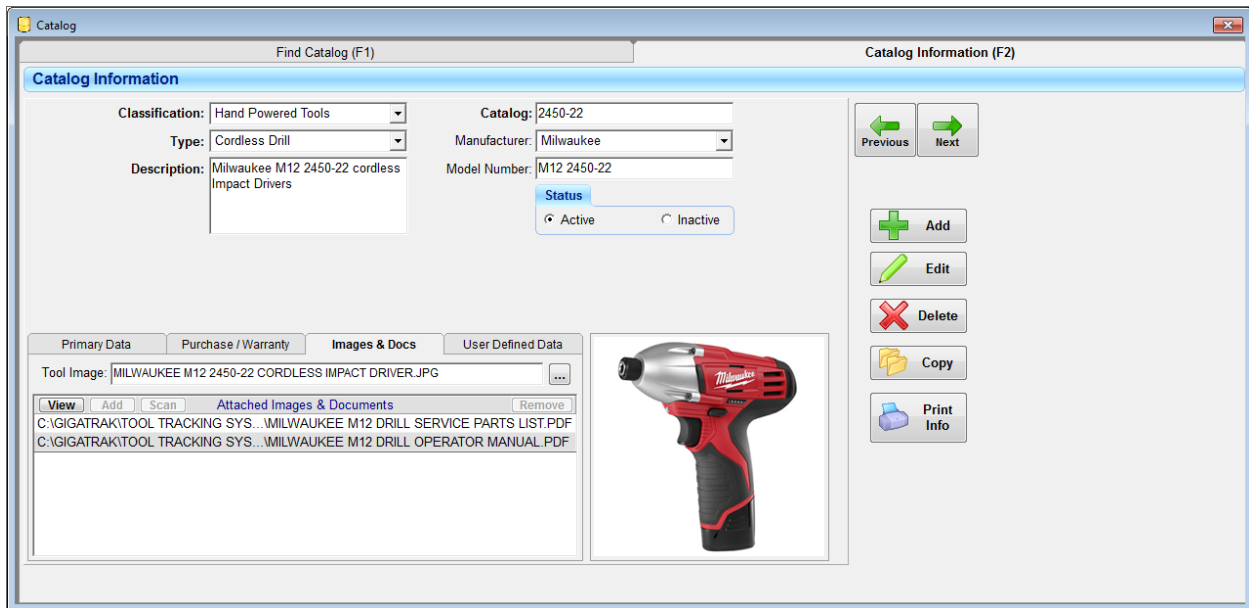 Catalog
Find Catalog (F1)
Catalog Information (F2)
Catalog Information
Classification: Hand Powered Tools
Catalog: 2450-22
Type: Cordless Drill
Manufacturer: Milwaukee
Description: Milwaukee M12 2450-22 cordless
Impact Drivers
Model Number: M12 2450-22
Status
Active Inactive
Previous Next
Add
Edit
Delete
Copy
Print
Info
Primary Data Purchase / Warranty Images & Docs User Defined Data
Tool Image: MILWAUKEE M12 2450-22 CORDLESS IMPACT DRIVER.JPG ...
View Add Scan Attached Images & Documents Remove
C:\GIGATRAK\TOOL TRACKING SYS...\MILWAUKEE M12 DRILL SERVICE PARTS LIST.PDF
C:\GIGATRAK\TOOL TRACKING SYS...\MILWAUKEE M12 DRILL OPERATOR MANUAL.PDF
Milwaukee